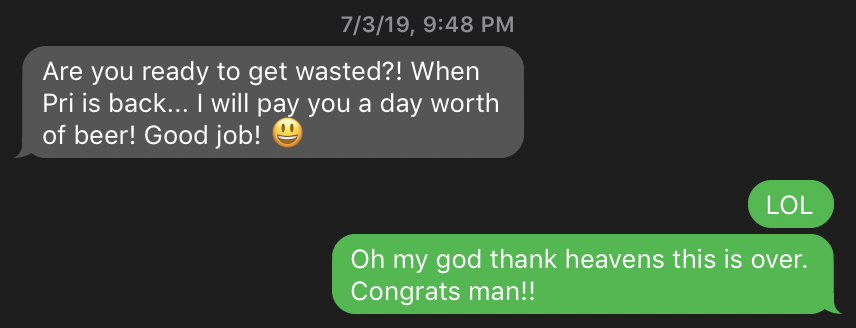 7/3/19, 9:48 PM
Are you ready to get wasted?! When
Pri is back... I will pay you a day worth
of beer! Good job! 😃
LOL
Oh my god thank heavens this is over.
Congrats man!!